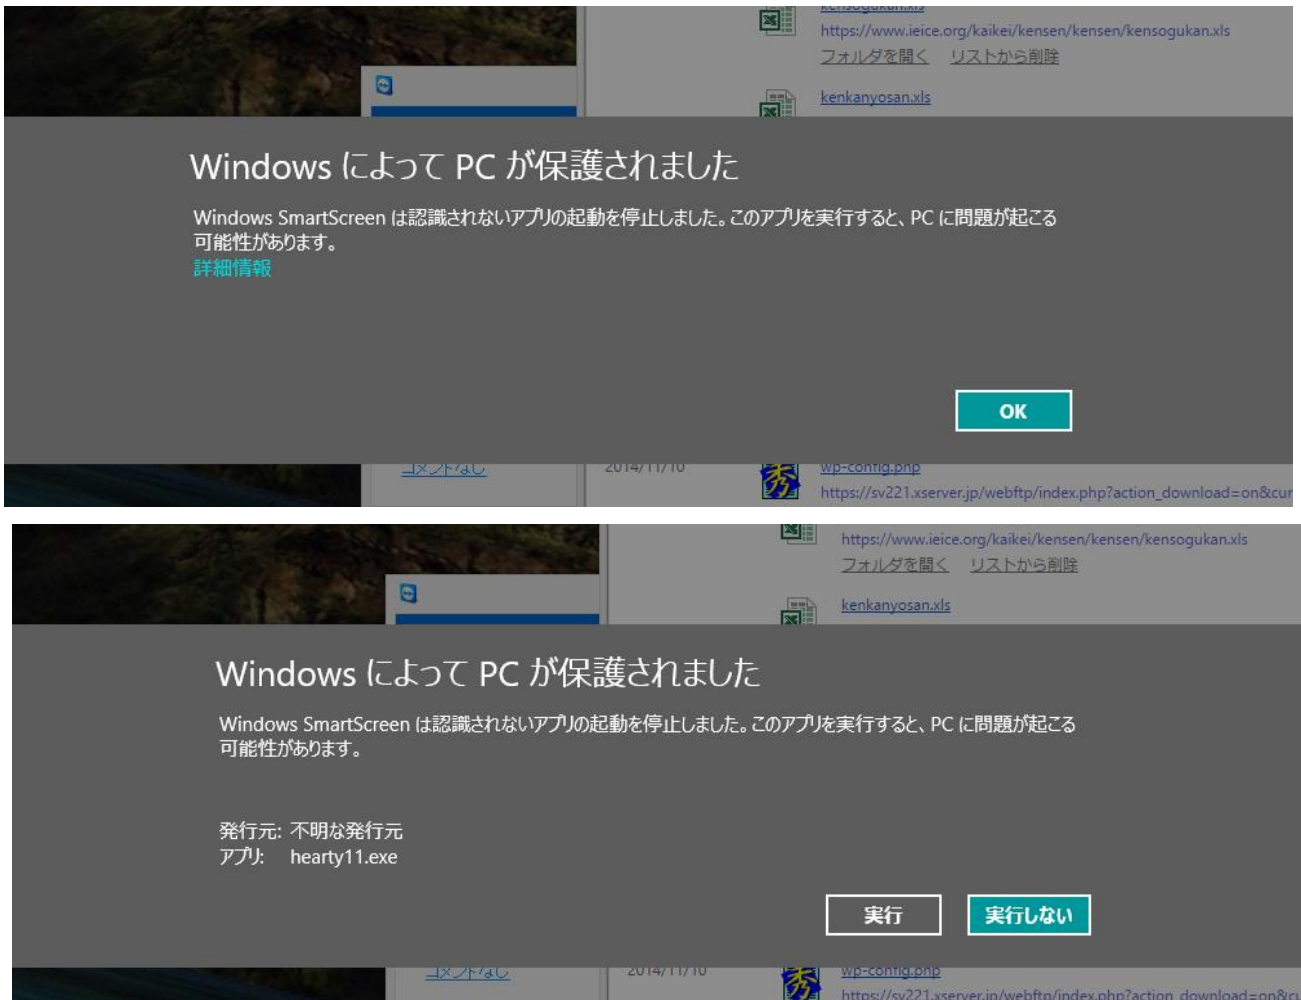 kensogukan.xls
https://www.ieice.org/kaikei/kensen/kensen/kensogukan.xls
フォルダを開く リストから削除
kenkanyosan.xls
Windows によって PC が保護されました
Windows SmartScreen は認識されないアプリの起動を停止しました。このアプリを実行すると、PC に問題が起こる
可能性があります。
詳細情報
OK
コメントなし 2014/11/10 wp-config.php
秀
https://sv221.xserver.jp/webftp/index.php?action_download=on&cur
https://www.ieice.org/kaikei/kensen/kensen/kensogukan.xls
フォルダを開く リストから削除
kenkanyosan.xls
Windows によって PC が保護されました
Windows SmartScreen は認識されないアプリの起動を停止しました。このアプリを実行すると、PC に問題が起こる
可能性があります。
発行元: 不明な発行元
アプリ: hearty11.exe
実行 実行しない
コメントなし 2014/11/10 wp-config.php
秀
https://sv221.xserver.jp/webftp/index.php?action_download=on&cu